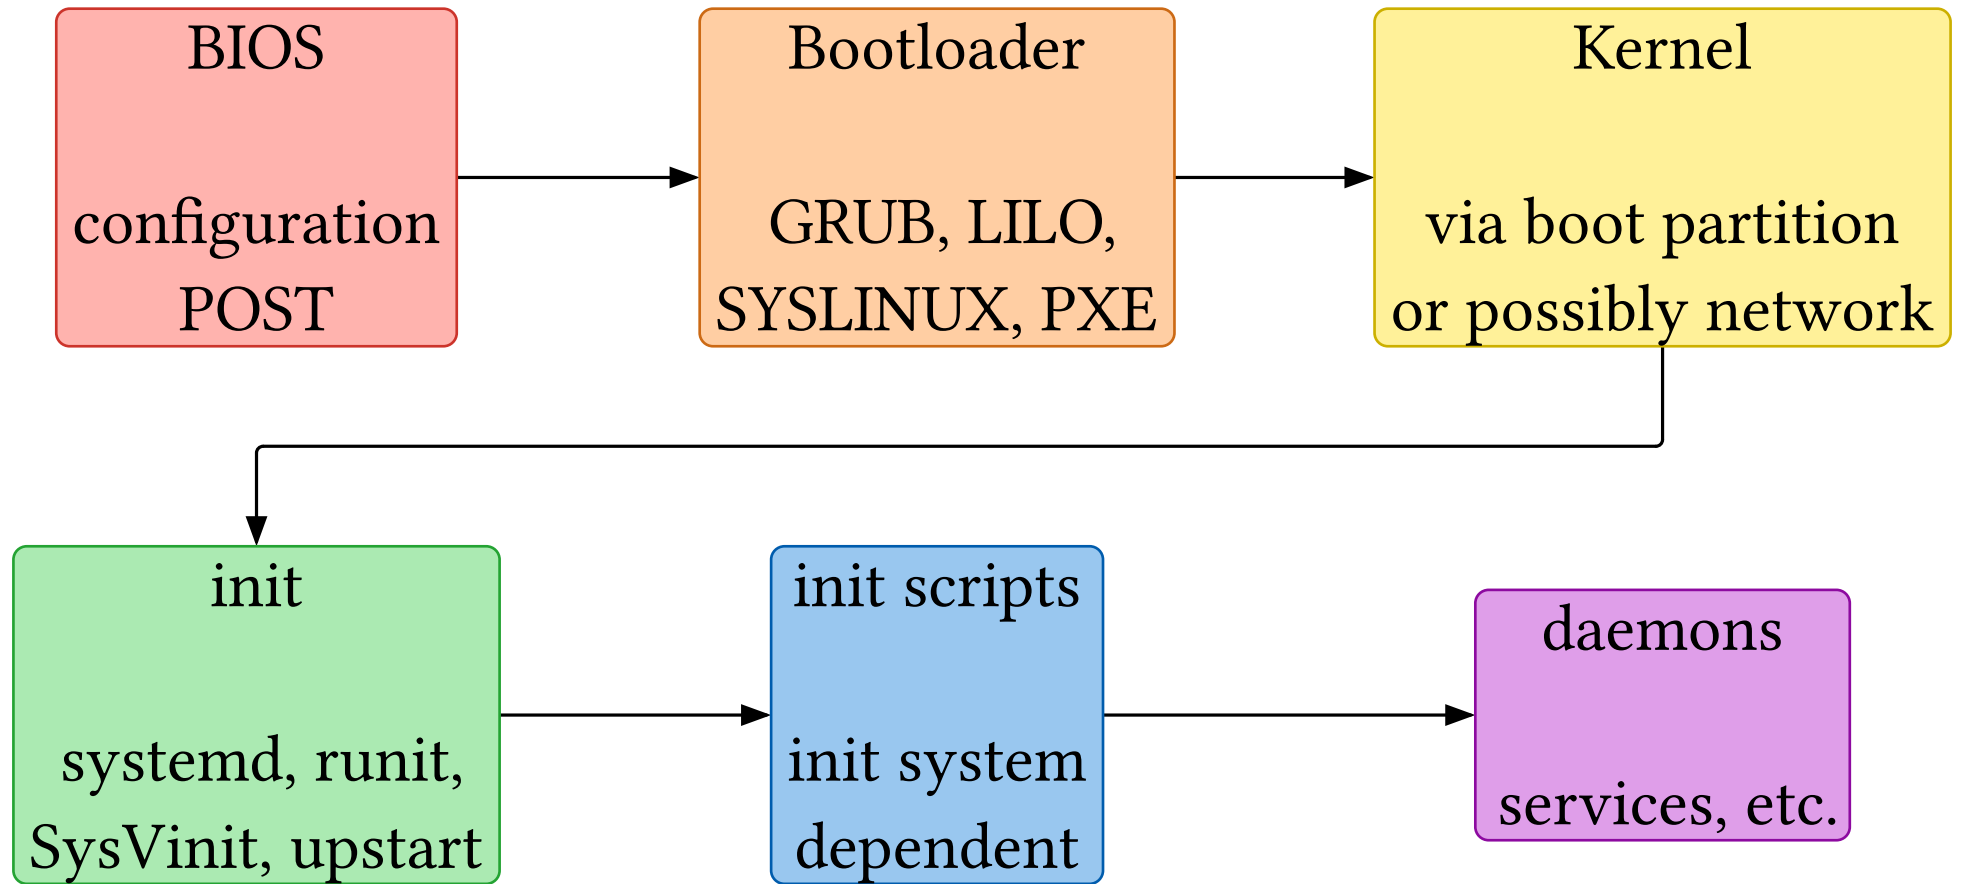 BIOS
configuration
POST
Bootloader
GRUB, LILO,
SYSLINUX, PXE
Kernel
via boot partition
or possibly network
init
systemd, runit,
SysVinit, upstart
init scripts
init system
dependent
daemons
services, etc.